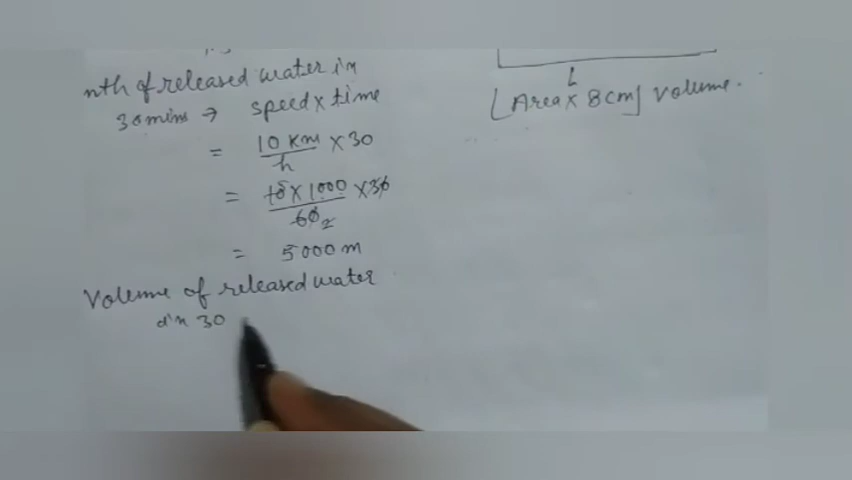 nth of released water in
30 mins → speed × time
= 10 km/h × 30
= 10 × 1000/60 2 × 30
= 5000 m
Volume of released water
in 30
L
[Area × 8 cm] Volume.